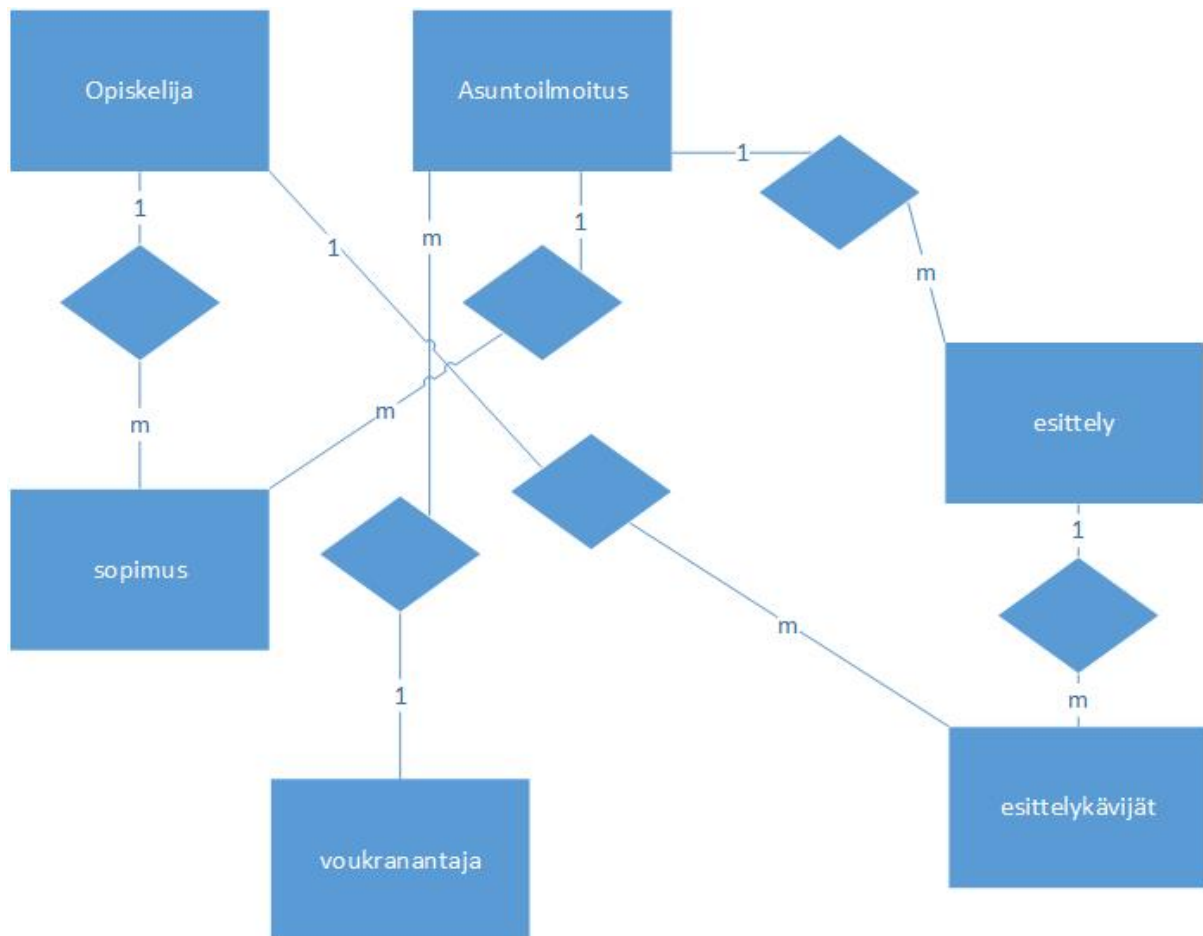 Opiskelija
Asuntoilmoitus
1
1
1
1
m
m
m
m
esittely
1
sopimus
m
1
m
esittelykävijät
voukranantaja